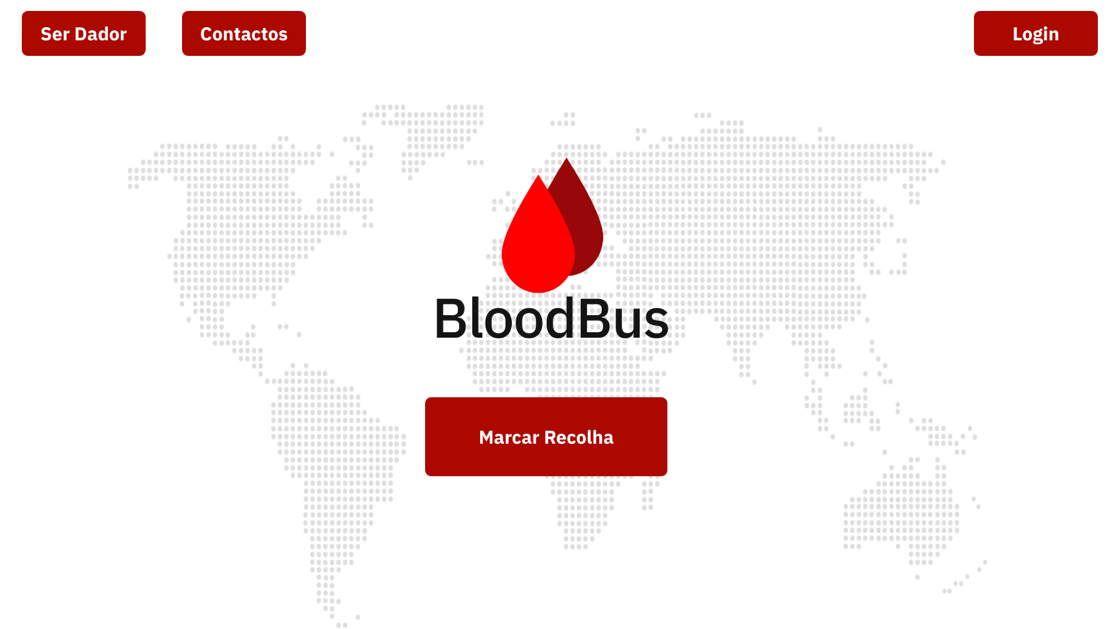 Ser Dador
Contactos
Login
BloodBus
Marcar Recolha